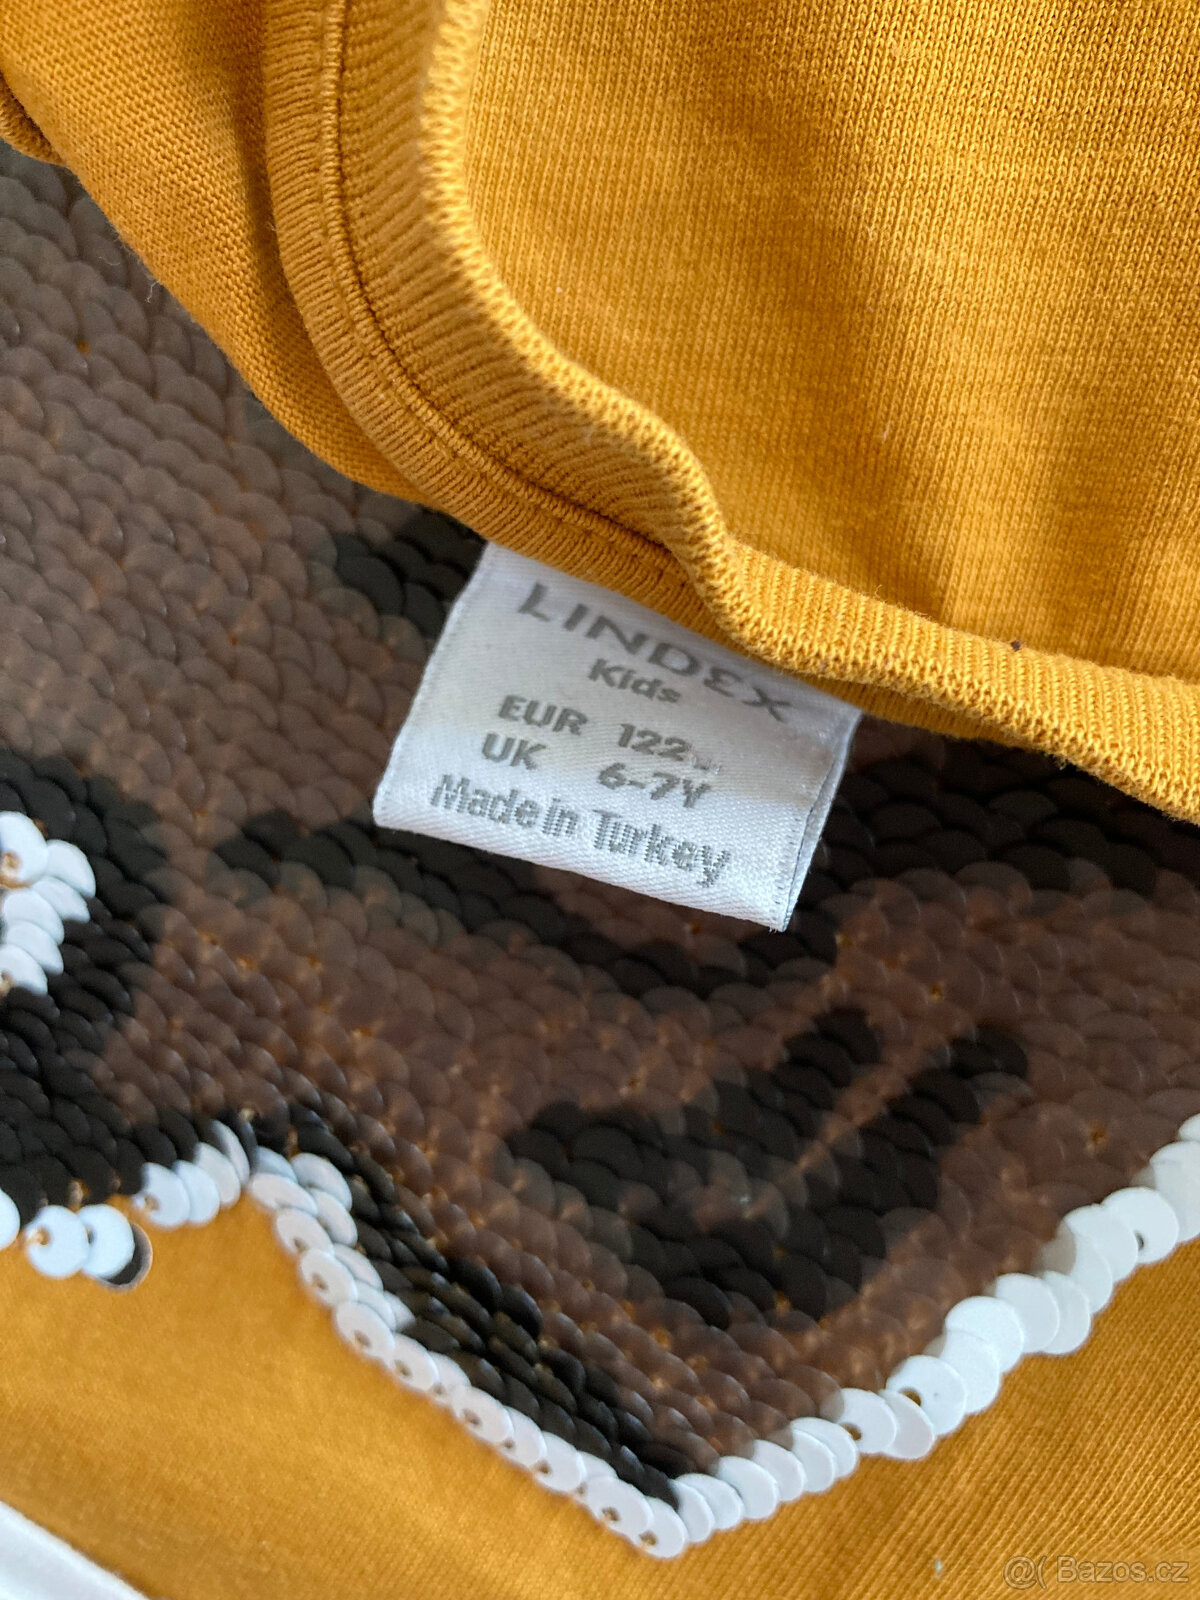 LINDEX
Kids
EUR 122
UK 6-7Y
Made in Turkey
@( Bazos.cz